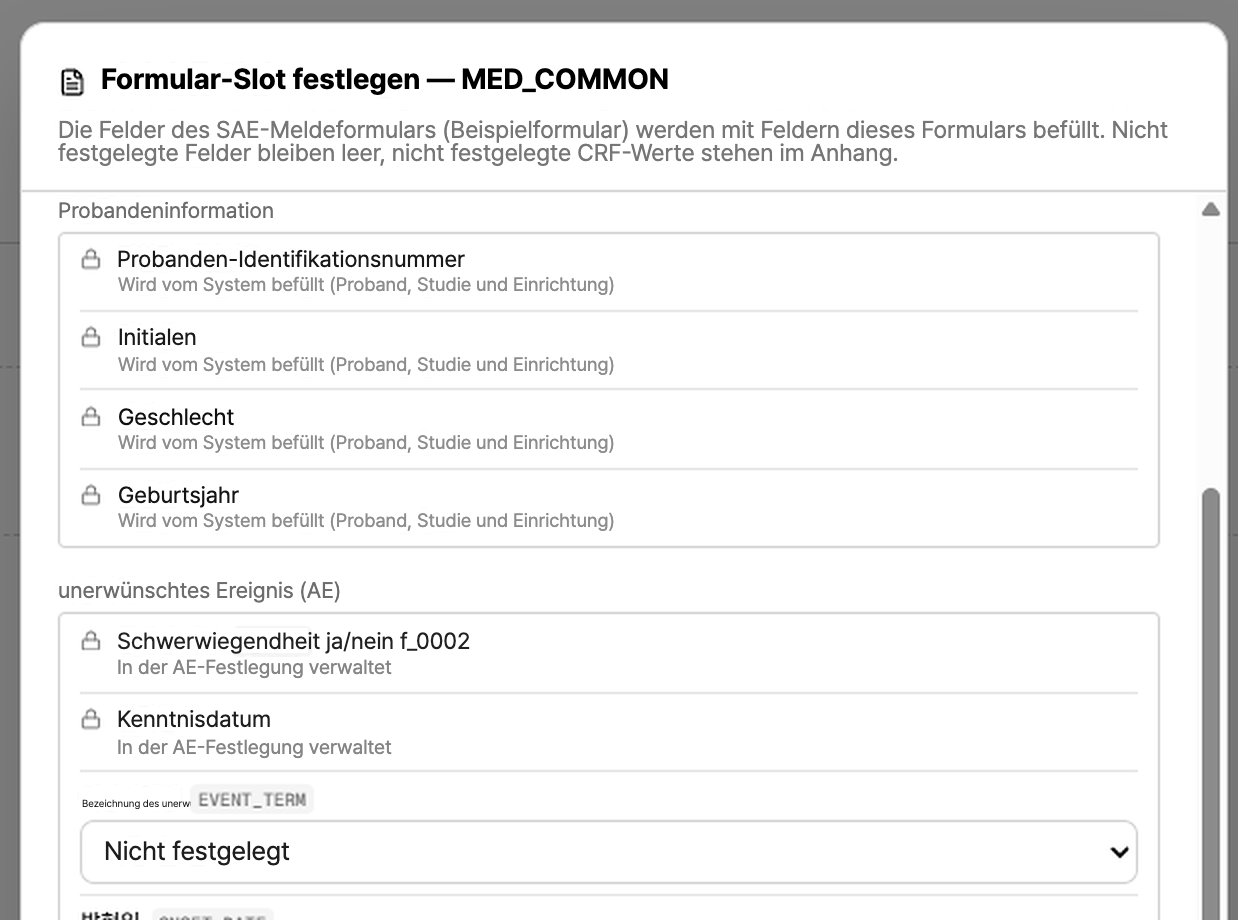 Formular-Slot festlegen — MED_COMMON
Die Felder des SAE-Meldeformulars (Beispielformular) werden mit Feldern dieses Formulars befüllt. Nicht
festgelegte Felder bleiben leer, nicht festgelegte CRF-Werte stehen im Anhang.
Probandeninformation
Probanden-Identifikationsnummer
Wird vom System befüllt (Proband, Studie und Einrichtung)
Initialen
Wird vom System befüllt (Proband, Studie und Einrichtung)
Geschlecht
Wird vom System befüllt (Proband, Studie und Einrichtung)
Geburtsjahr
Wird vom System befüllt (Proband, Studie und Einrichtung)
unerwünschtes Ereignis (AE)
Schwerwiegendheit ja/nein f_0002
In der AE-Festlegung verwaltet
Kenntnisdatum
In der AE-Festlegung verwaltet
Bezeichnung des unerw EVENT_TERM
Nicht festgelegt